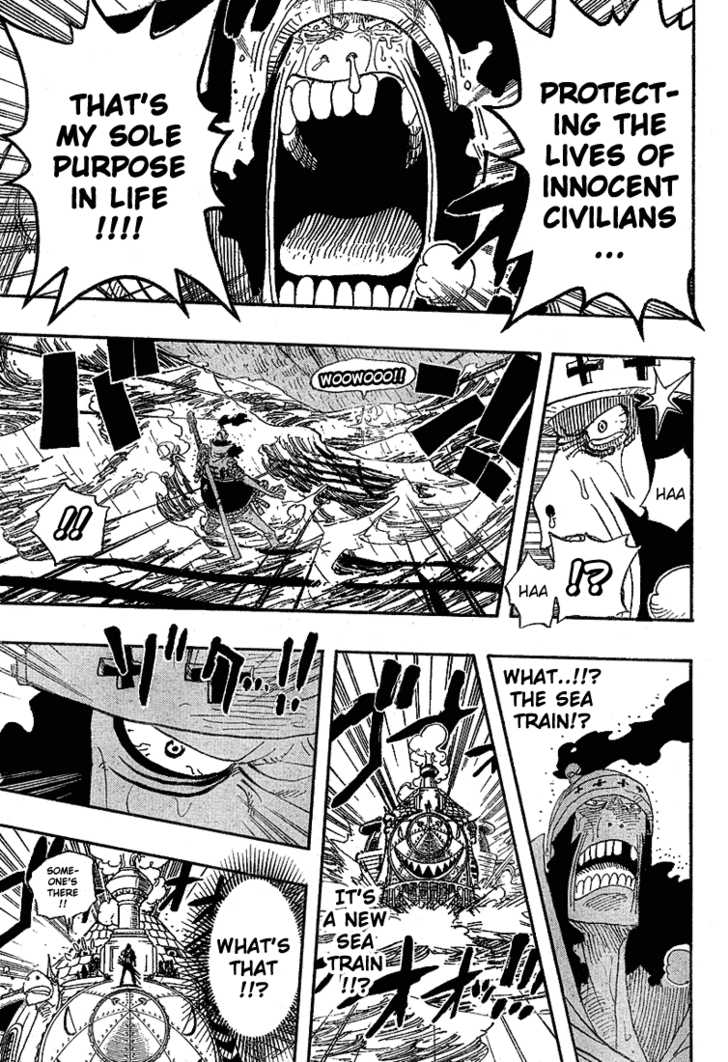 PROTECT-
ING THE
LIVES OF
INNOCENT
CIVILIANS
...
THAT'S
MY SOLE
PURPOSE
IN LIFE
!!!!
HAA
!?
HAA
WOOWOOO!!
!!
WHAT..!!?
THE SEA
TRAIN!?
IT'S
A NEW
SEA
TRAIN
!!?
WHAT'S
THAT
!!?
SOME-
ONE'S
THERE
!!